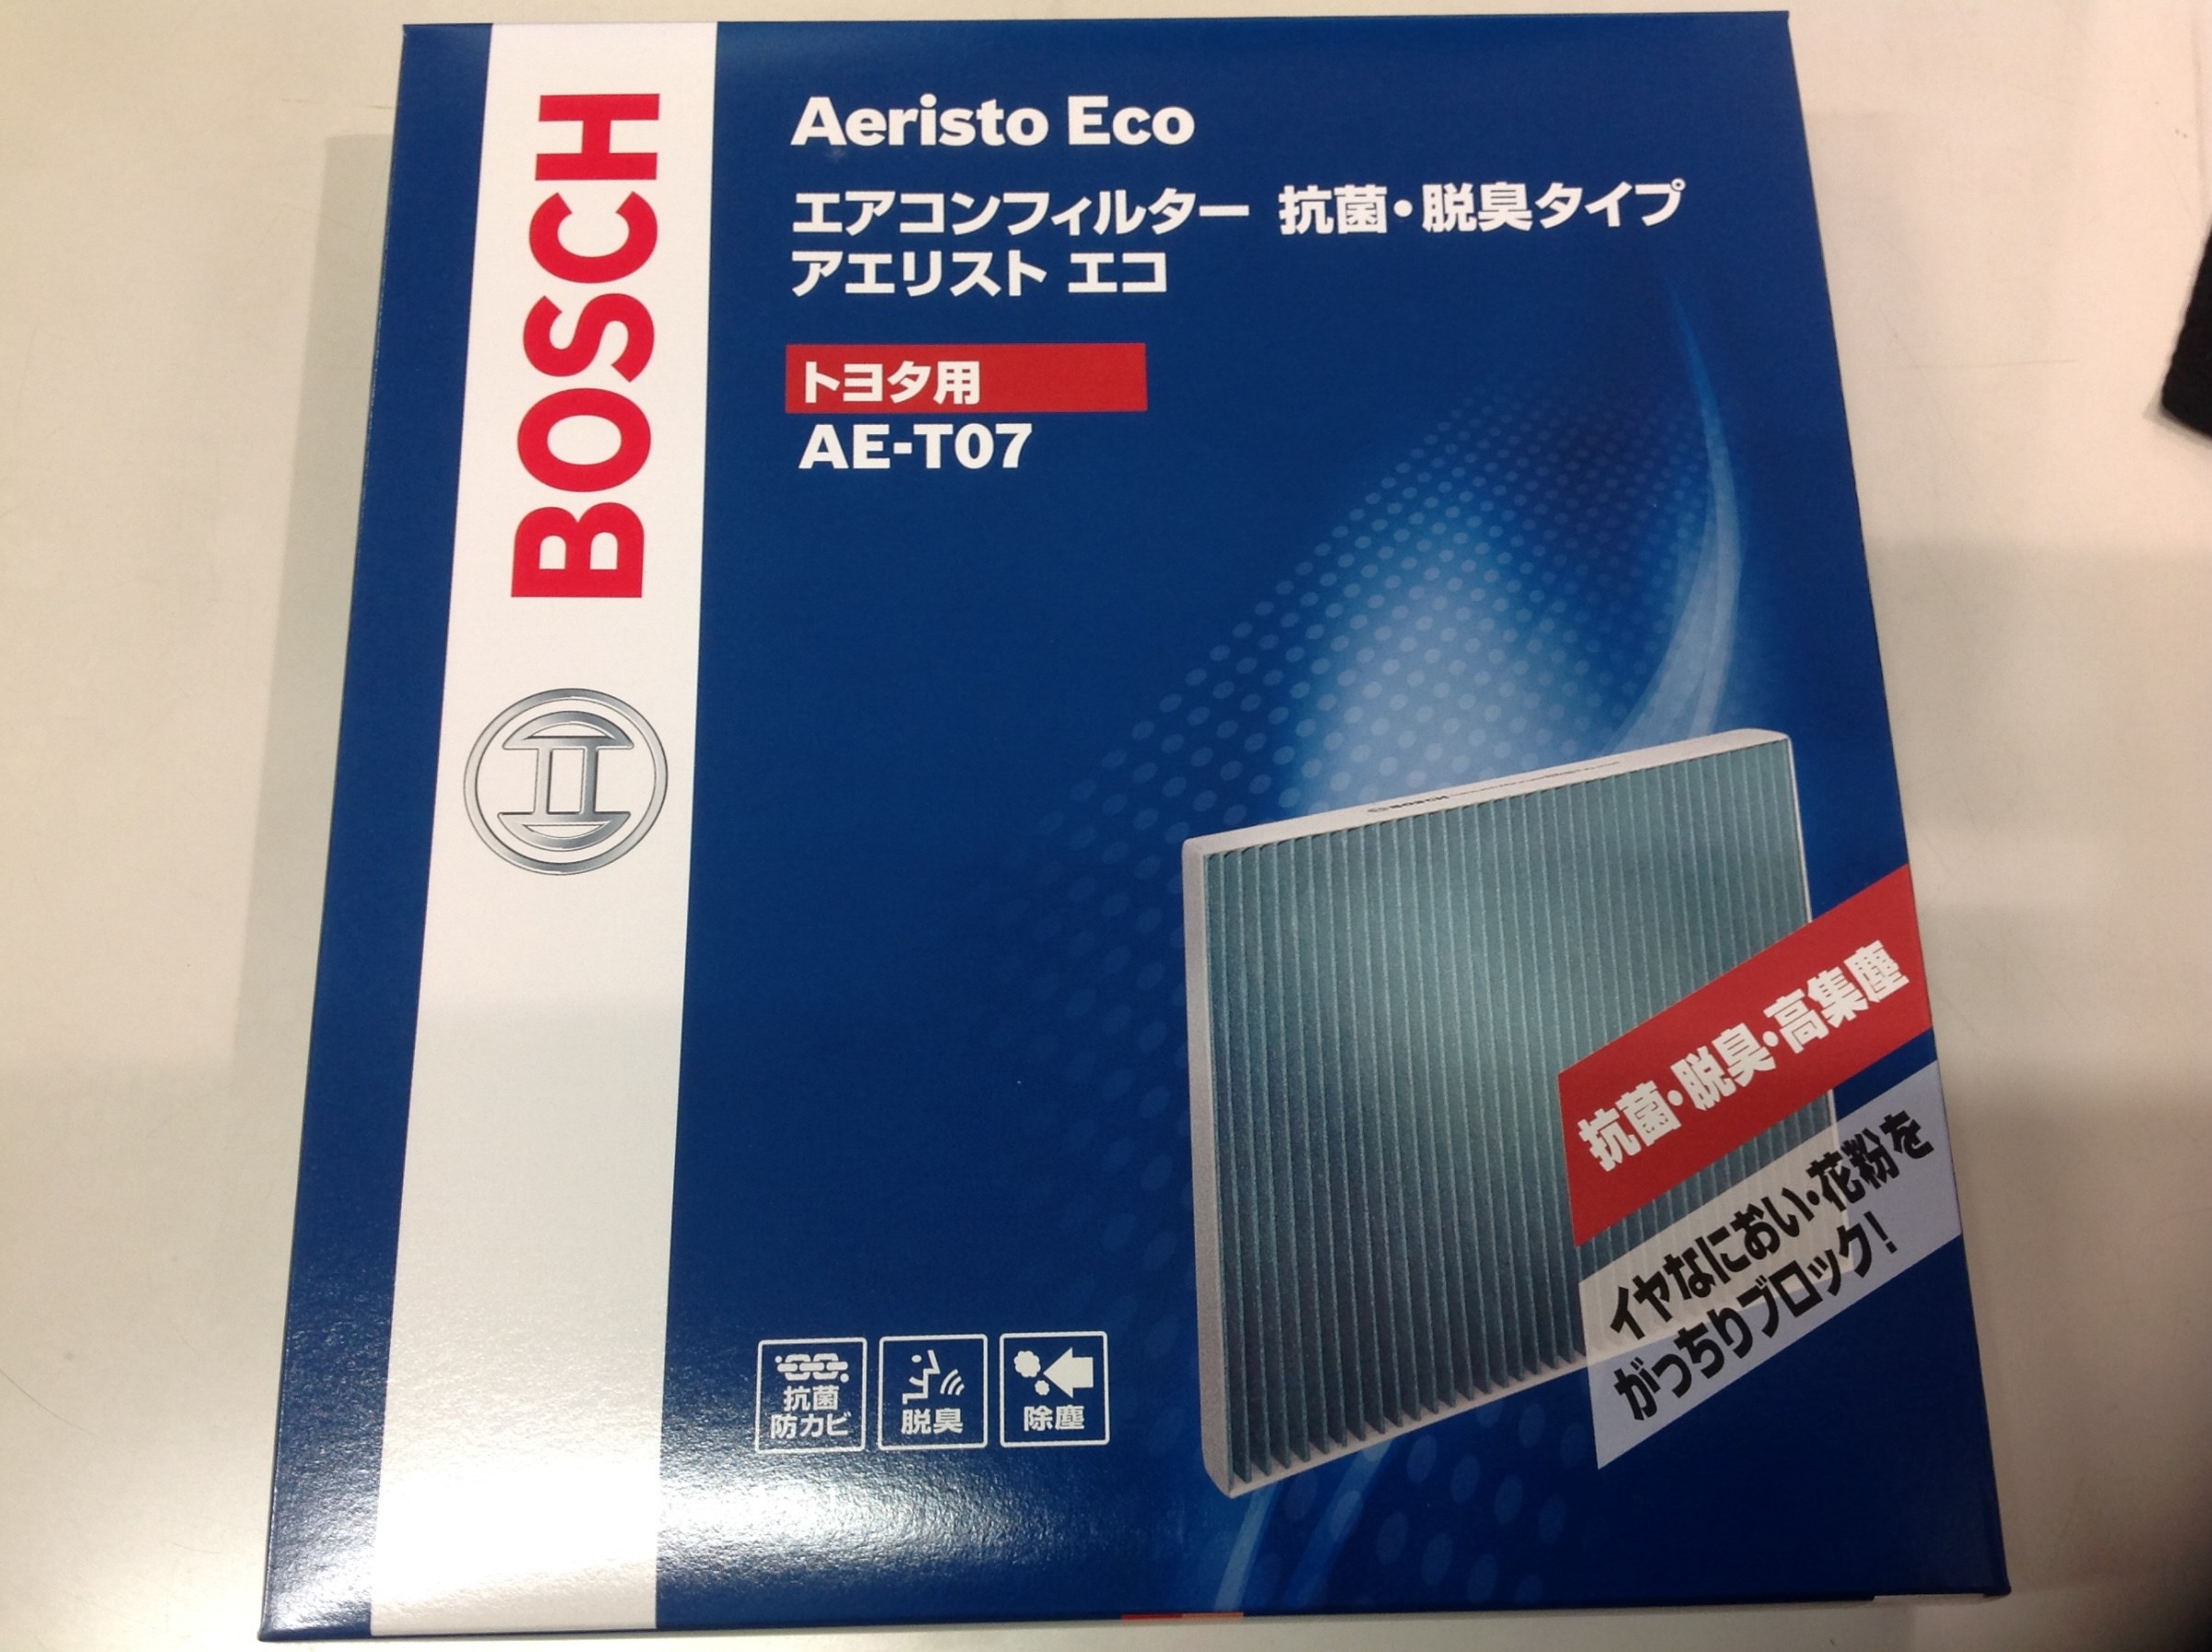 BOSCH
Aeristo Eco
エアコンフィルター 抗菌・脱臭タイプ
アエリスト エコ
トヨタ用
AE-T07
抗菌・脱臭・高集塵
イヤなにおい・花粉を
がっちりブロック!
抗菌
防カビ
脱臭
除塵